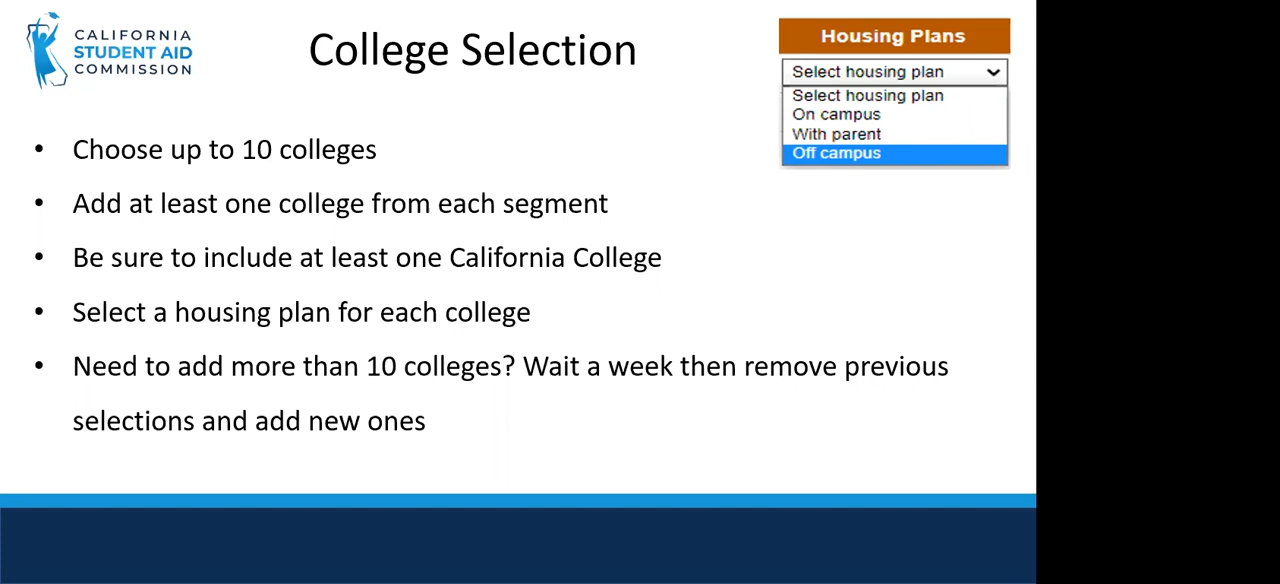 CALIFORNIA
STUDENT AID
COMMISSION
College Selection
Housing Plans
Select housing plan
Select housing plan
On campus
With parent
Off campus
• Choose up to 10 colleges
• Add at least one college from each segment
• Be sure to include at least one California College
• Select a housing plan for each college
• Need to add more than 10 colleges? Wait a week then remove previous
selections and add new ones